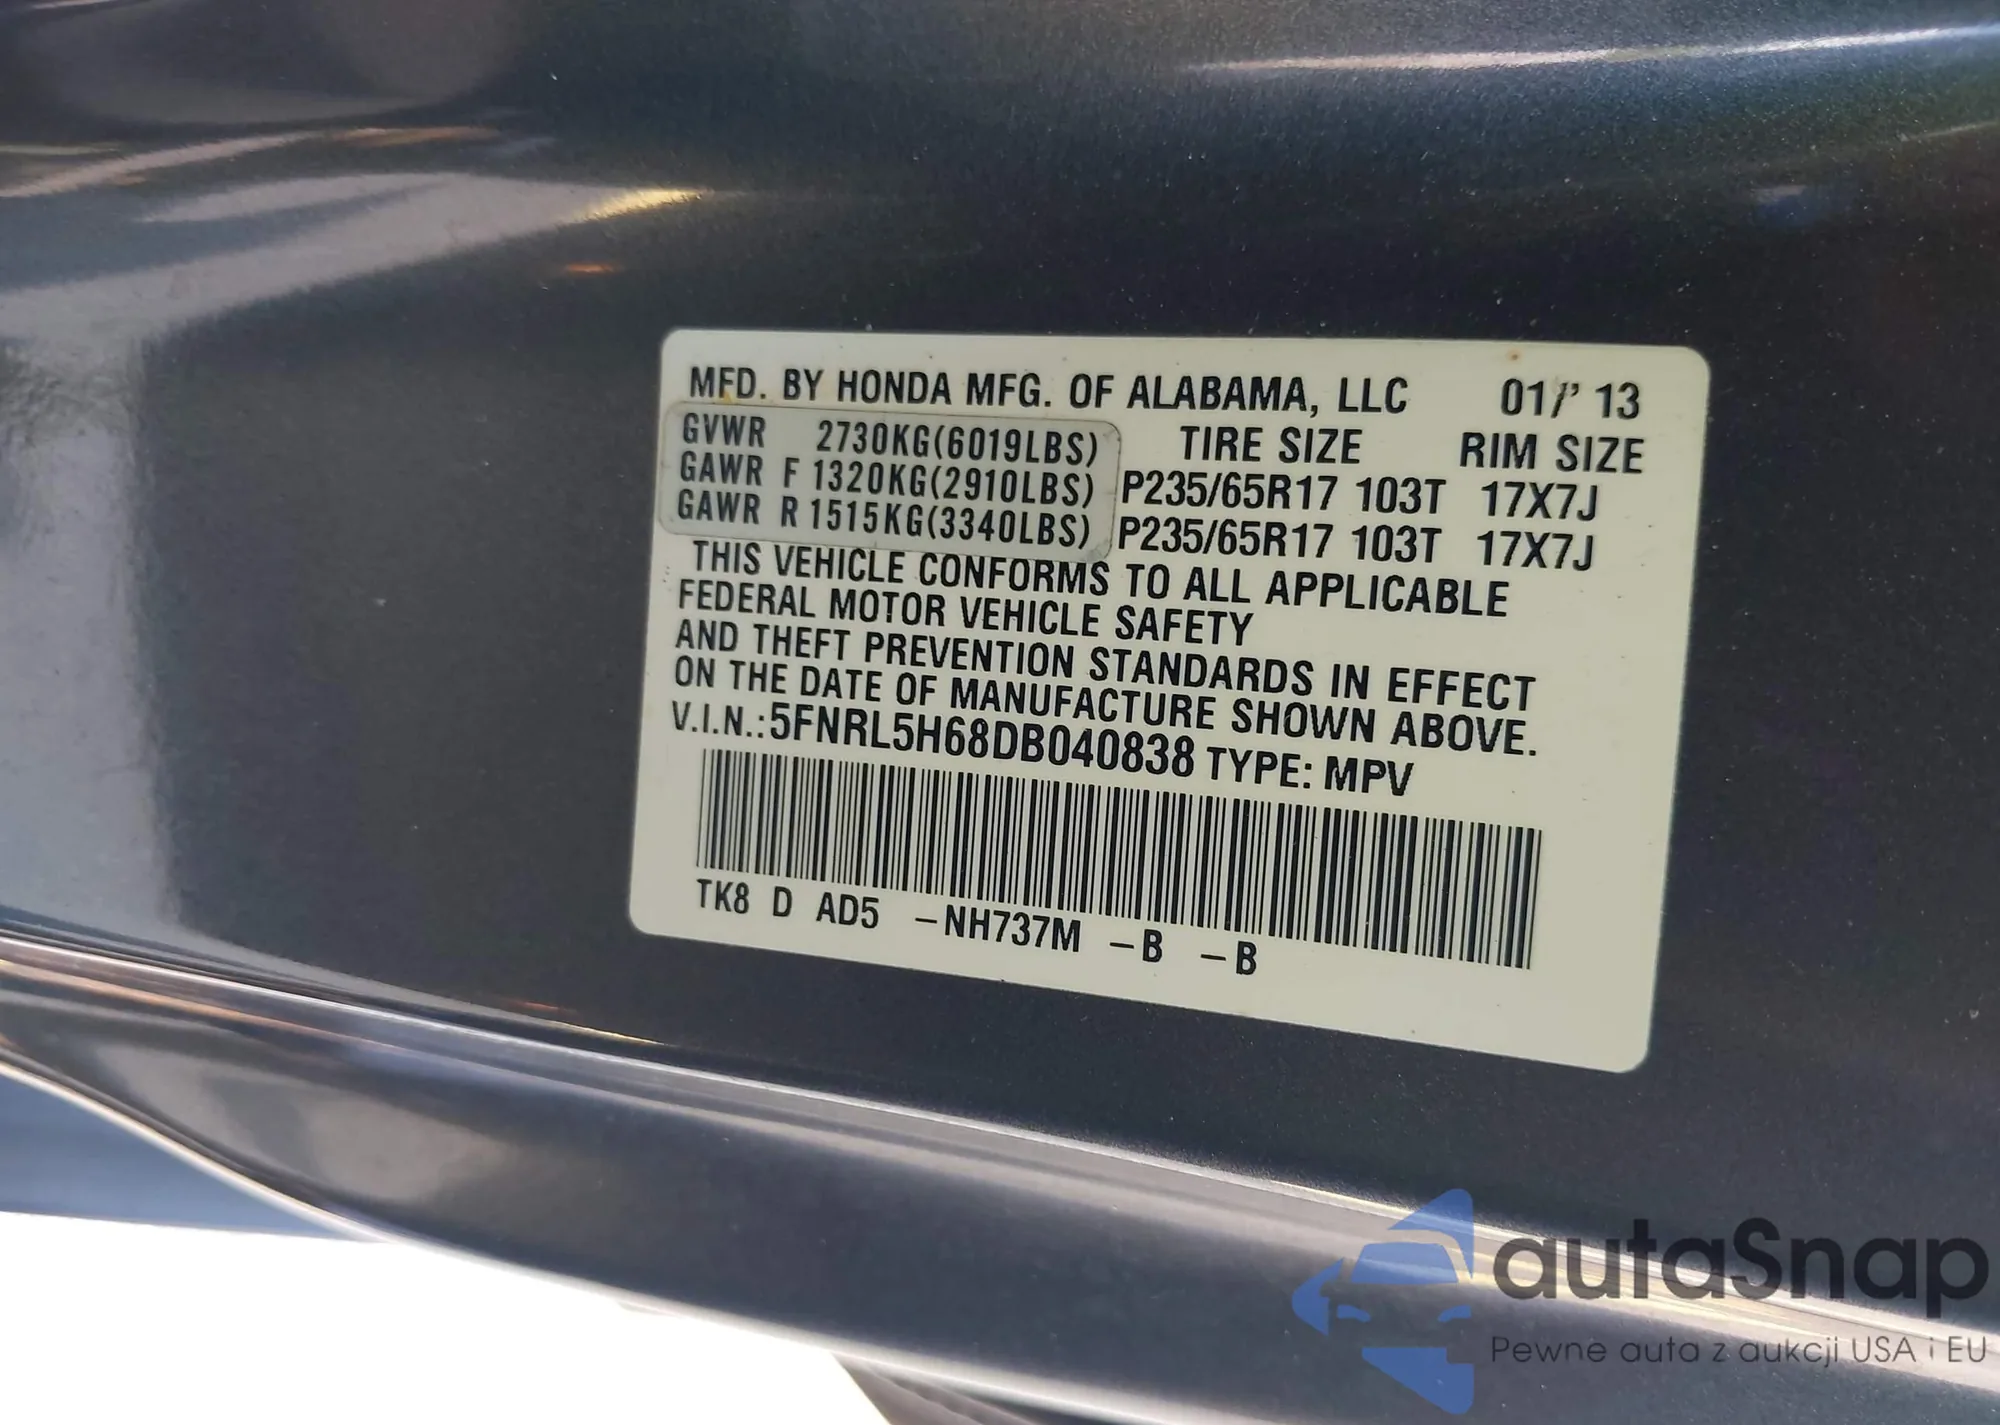 MFD. BY HONDA MFG. OF ALABAMA, LLC 01/' 13
GVWR 2730KG(6019LBS) TIRE SIZE RIM SIZE
GAWR F 1320KG(2910LBS) P235/65R17 103T 17X7J
GAWR R 1515KG(3340LBS) P235/65R17 103T 17X7J
THIS VEHICLE CONFORMS TO ALL APPLICABLE
FEDERAL MOTOR VEHICLE SAFETY
AND THEFT PREVENTION STANDARDS IN EFFECT
ON THE DATE OF MANUFACTURE SHOWN ABOVE.
V.I.N.:5FNRL5H68DB040838 TYPE: MPV
TK8 D AD5 -NH737M -B -B
autaSnap
Pewne auta z aukcji USA i EU